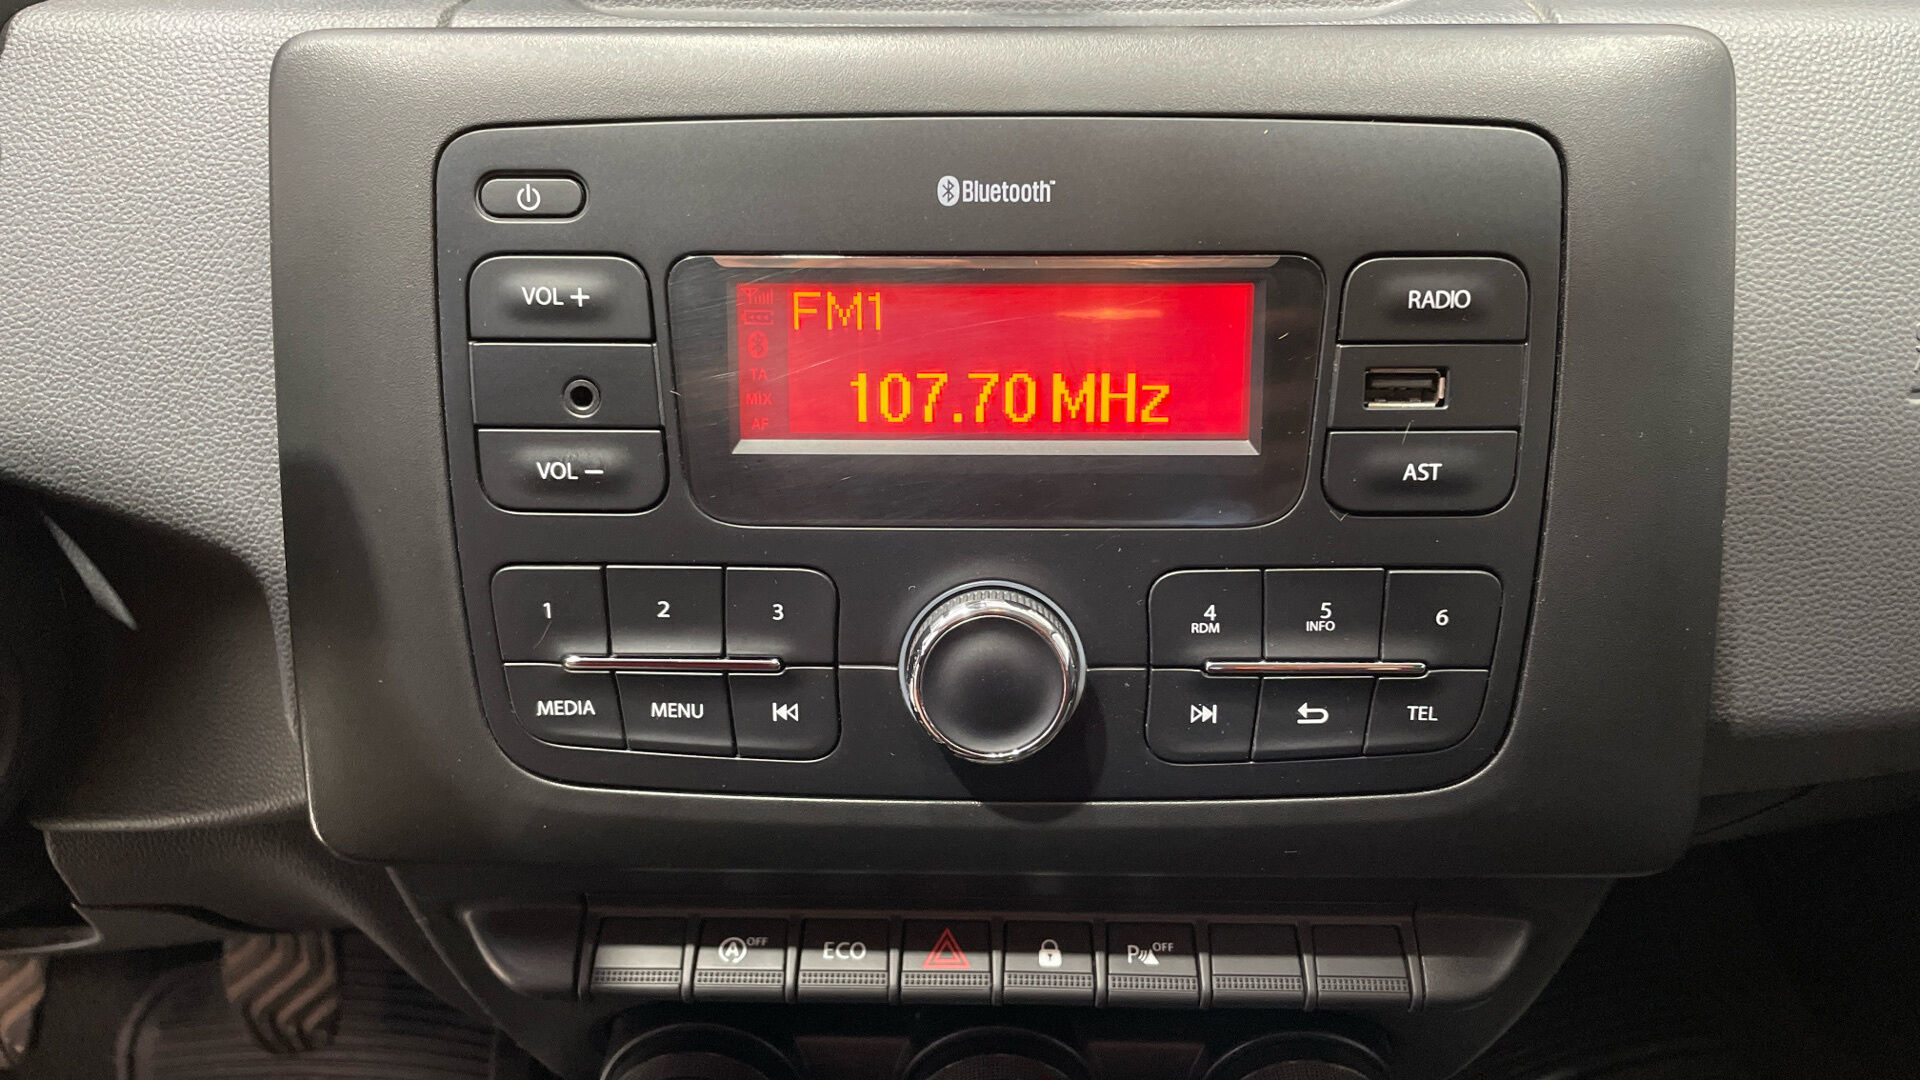 Bluetooth™
VOL +
FM1
RADIO
TA
MIX
AF
107.70 MHz
VOL –
AST
1 2 3
4 5 6
RDM INFO
MEDIA MENU
TEL
A OFF
ECO
P OFF